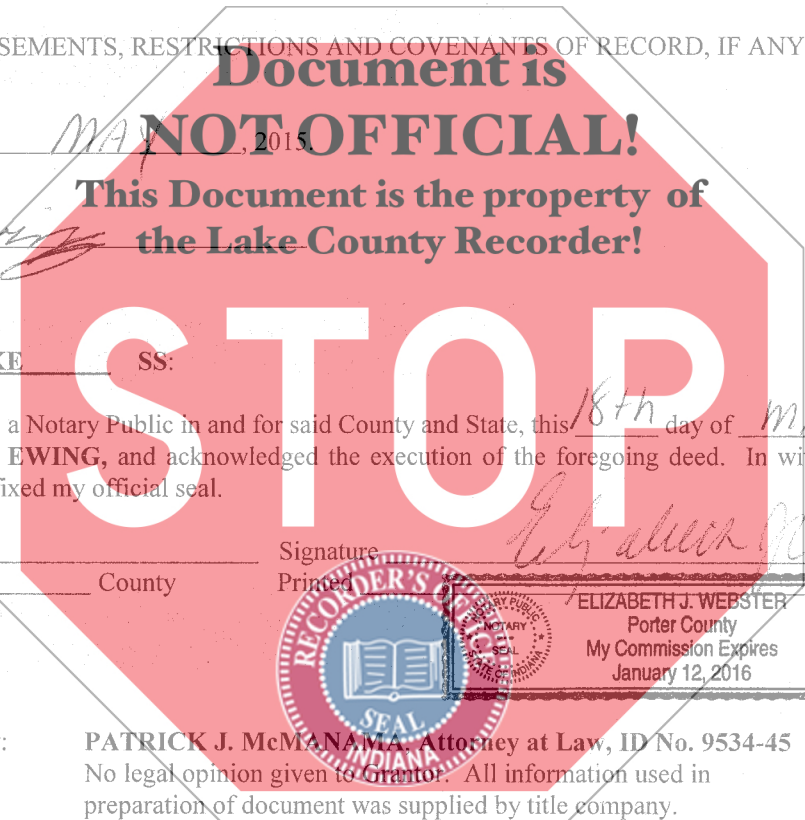 SEMENTS, RESTRICTIONS AND COVENANTS OF RECORD, IF ANY
Document is
NOT OFFICIAL!
MAY, 2015.
This Document is the property of
the Lake County Recorder!
STOP
KE SS:
a Notary Public in and for said County and State, this 18th day of M
EWING, and acknowledged the execution of the foregoing deed. In wi
ixed my official seal.
Signature Elizabeth J
County Printed
RECORDER'S OFFICE
SEAL
INDIANA
NOTARY PUBLIC
NOTARY
SEAL
STATE OF INDIANA
ELIZABETH J. WEBSTER
Porter County
My Commission Expires
January 12, 2016
: PATRICK J. McMANAMA, Attorney at Law, ID No. 9534-45
No legal opinion given to Grantor. All information used in
preparation of document was supplied by title company.